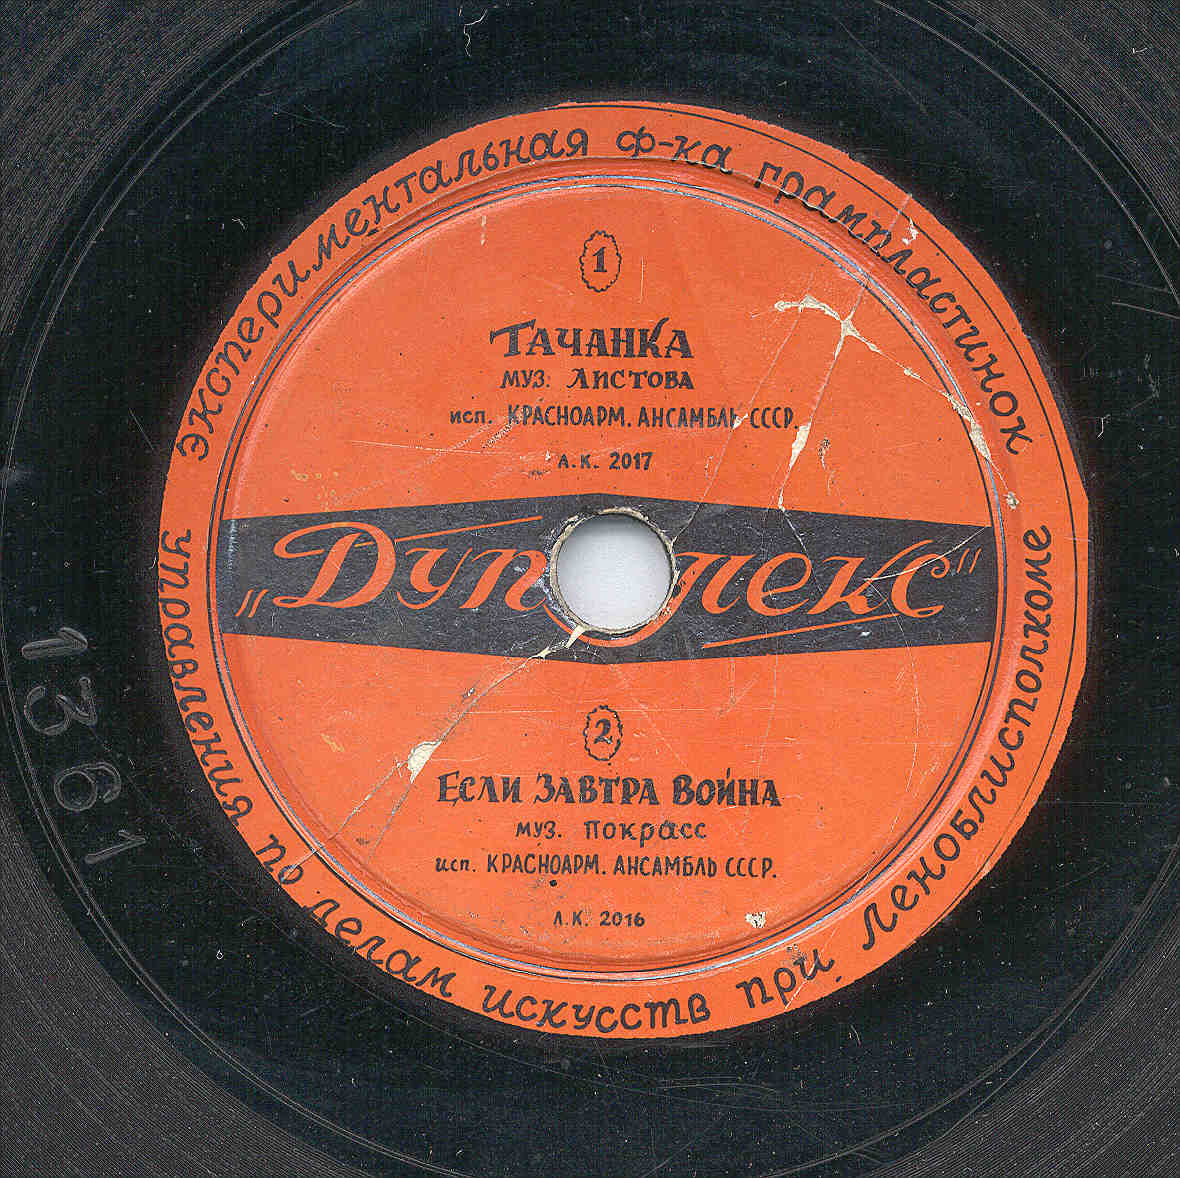 экспериментальная ф-ка грампластинок
1
ТАЧАНКА
МУЗ. ЛИСТОВА
исп. КРАСНОАРМ. АНСАМБЛЬ СССР.
Л.К. 2017
„Дуплекс"
2
ЕСЛИ ЗАВТРА ВОЙНА
МУЗ. ПОКРАСС
исп. КРАСНОАРМ. АНСАМБЛЬ СССР.
Л.К. 2016
управления по делам искусств при Леноблисполкоме
1361